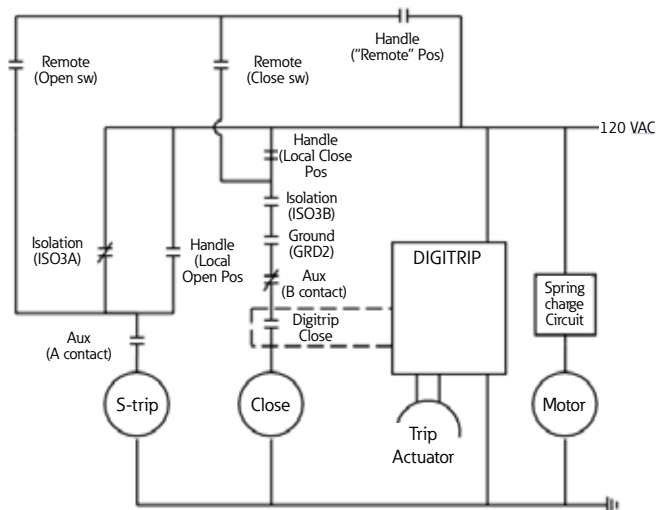 Remote
(Open sw)
Remote
(Close sw)
Handle
("Remote" Pos)
120 VAC
Handle
(Local Close
Pos
Isolation
(ISO3B)
Isolation
(ISO3A)
Handle
(Local
Open Pos
Ground
(GRD2)
DIGITRIP
Aux
(B contact)
Spring
charge
Circuit
Digitrip
Close
Aux
(A contact)
S-trip
Close
Trip
Actuator
Motor